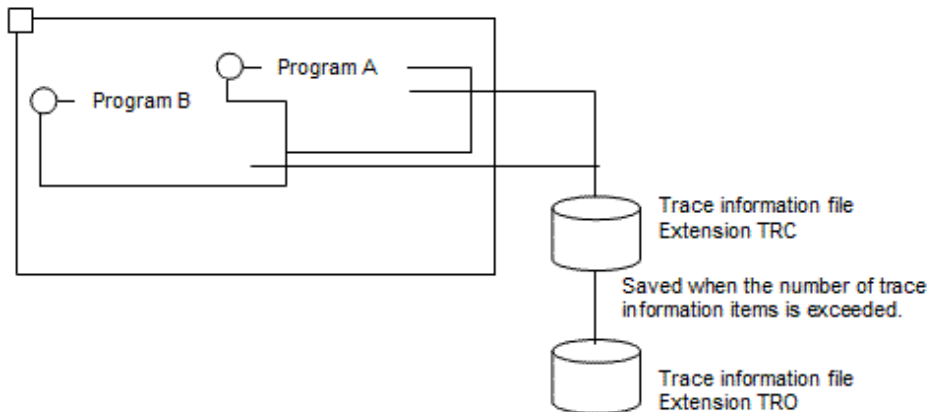 Program A
Program B
Trace information file
Extension TRC
Saved when the number of trace
information items is exceeded.
Trace information file
Extension TRO